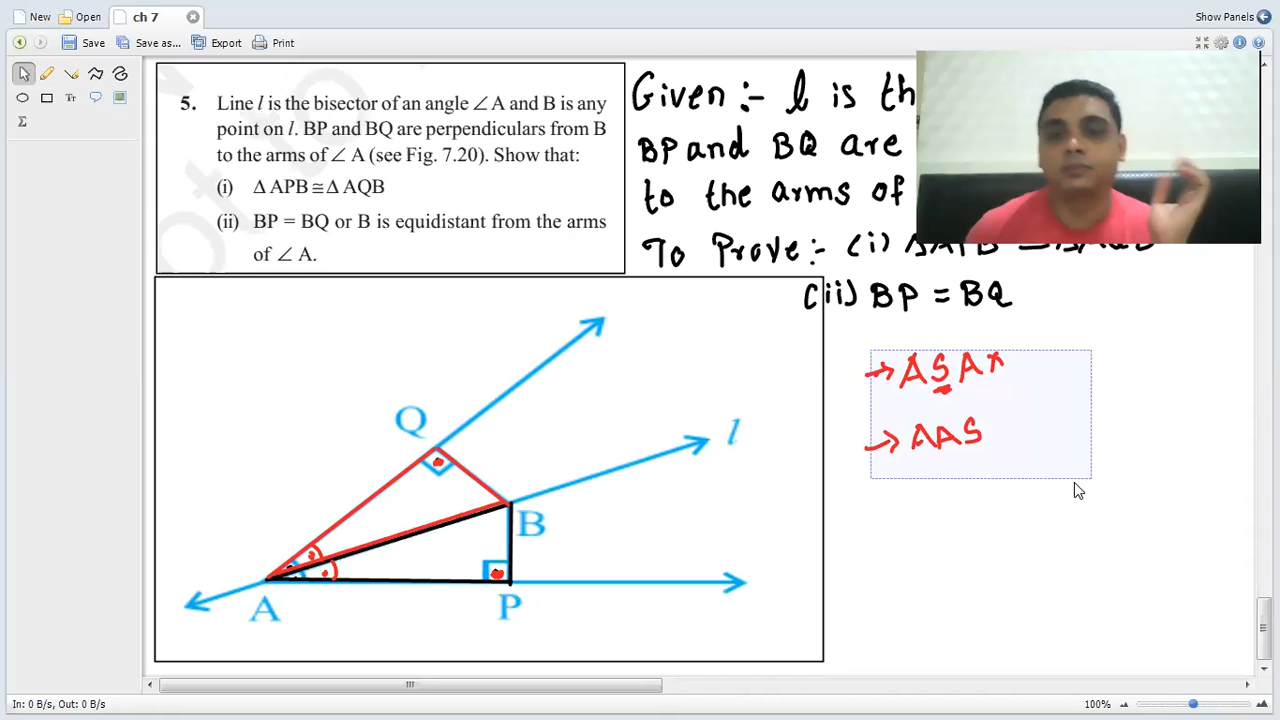 New Open ch 7 Show Panels
Save Save as... Export Print
5. Line l is the bisector of an angle ∠ A and B is any
point on l. BP and BQ are perpendiculars from B
to the arms of ∠ A (see Fig. 7.20). Show that:
(i) Δ APB ≅ Δ AQB
(ii) BP = BQ or B is equidistant from the arms
of ∠ A.
Given :- l is th
BP and BQ are
to the arms of
To Prove :- (i)
(ii) BP = BQ
→ ASA x
→ AAS
Q
l
B
A
P
Tr
Σ
In: 0 B/s, Out: 0 B/s 100%